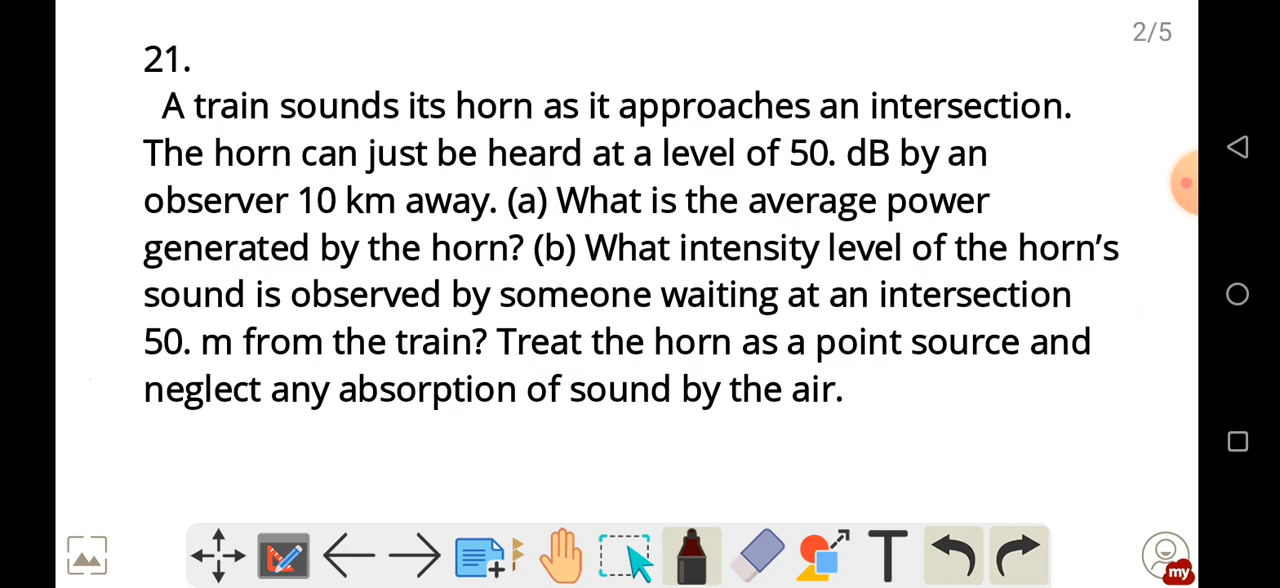 2/5
21.
A train sounds its horn as it approaches an intersection.
The horn can just be heard at a level of 50. dB by an
observer 10 km away. (a) What is the average power
generated by the horn? (b) What intensity level of the horn’s
sound is observed by someone waiting at an intersection
50. m from the train? Treat the horn as a point source and
neglect any absorption of sound by the air.
T
my